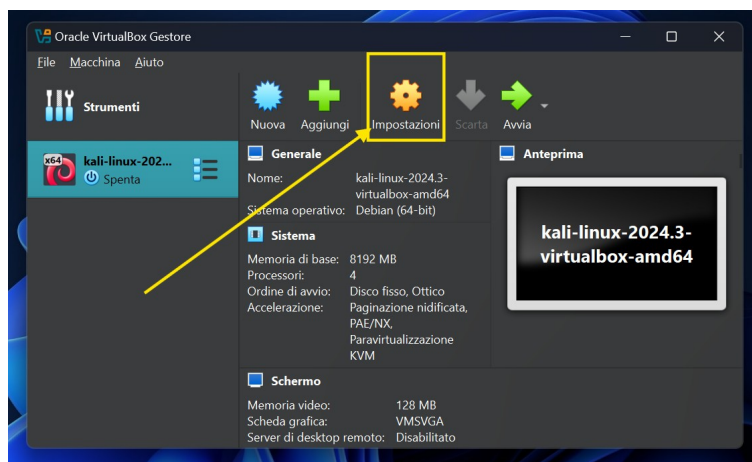 Oracle VirtualBox Gestore
File Macchina Aiuto
Strumenti
Nuova Aggiungi Impostazioni Scarta Avvia
x64
kali-linux-202...
Spenta
Generale
Nome: kali-linux-2024.3-
virtualbox-amd64
Sistema operativo: Debian (64-bit)
Sistema
Memoria di base: 8192 MB
Processori: 4
Ordine di avvio: Disco fisso, Ottico
Accelerazione: Paginazione nidificata,
PAE/NX,
Paravirtualizzazione
KVM
Schermo
Memoria video: 128 MB
Scheda grafica: VMSVGA
Server di desktop remoto: Disabilitato
Anteprima
kali-linux-2024.3-
virtualbox-amd64